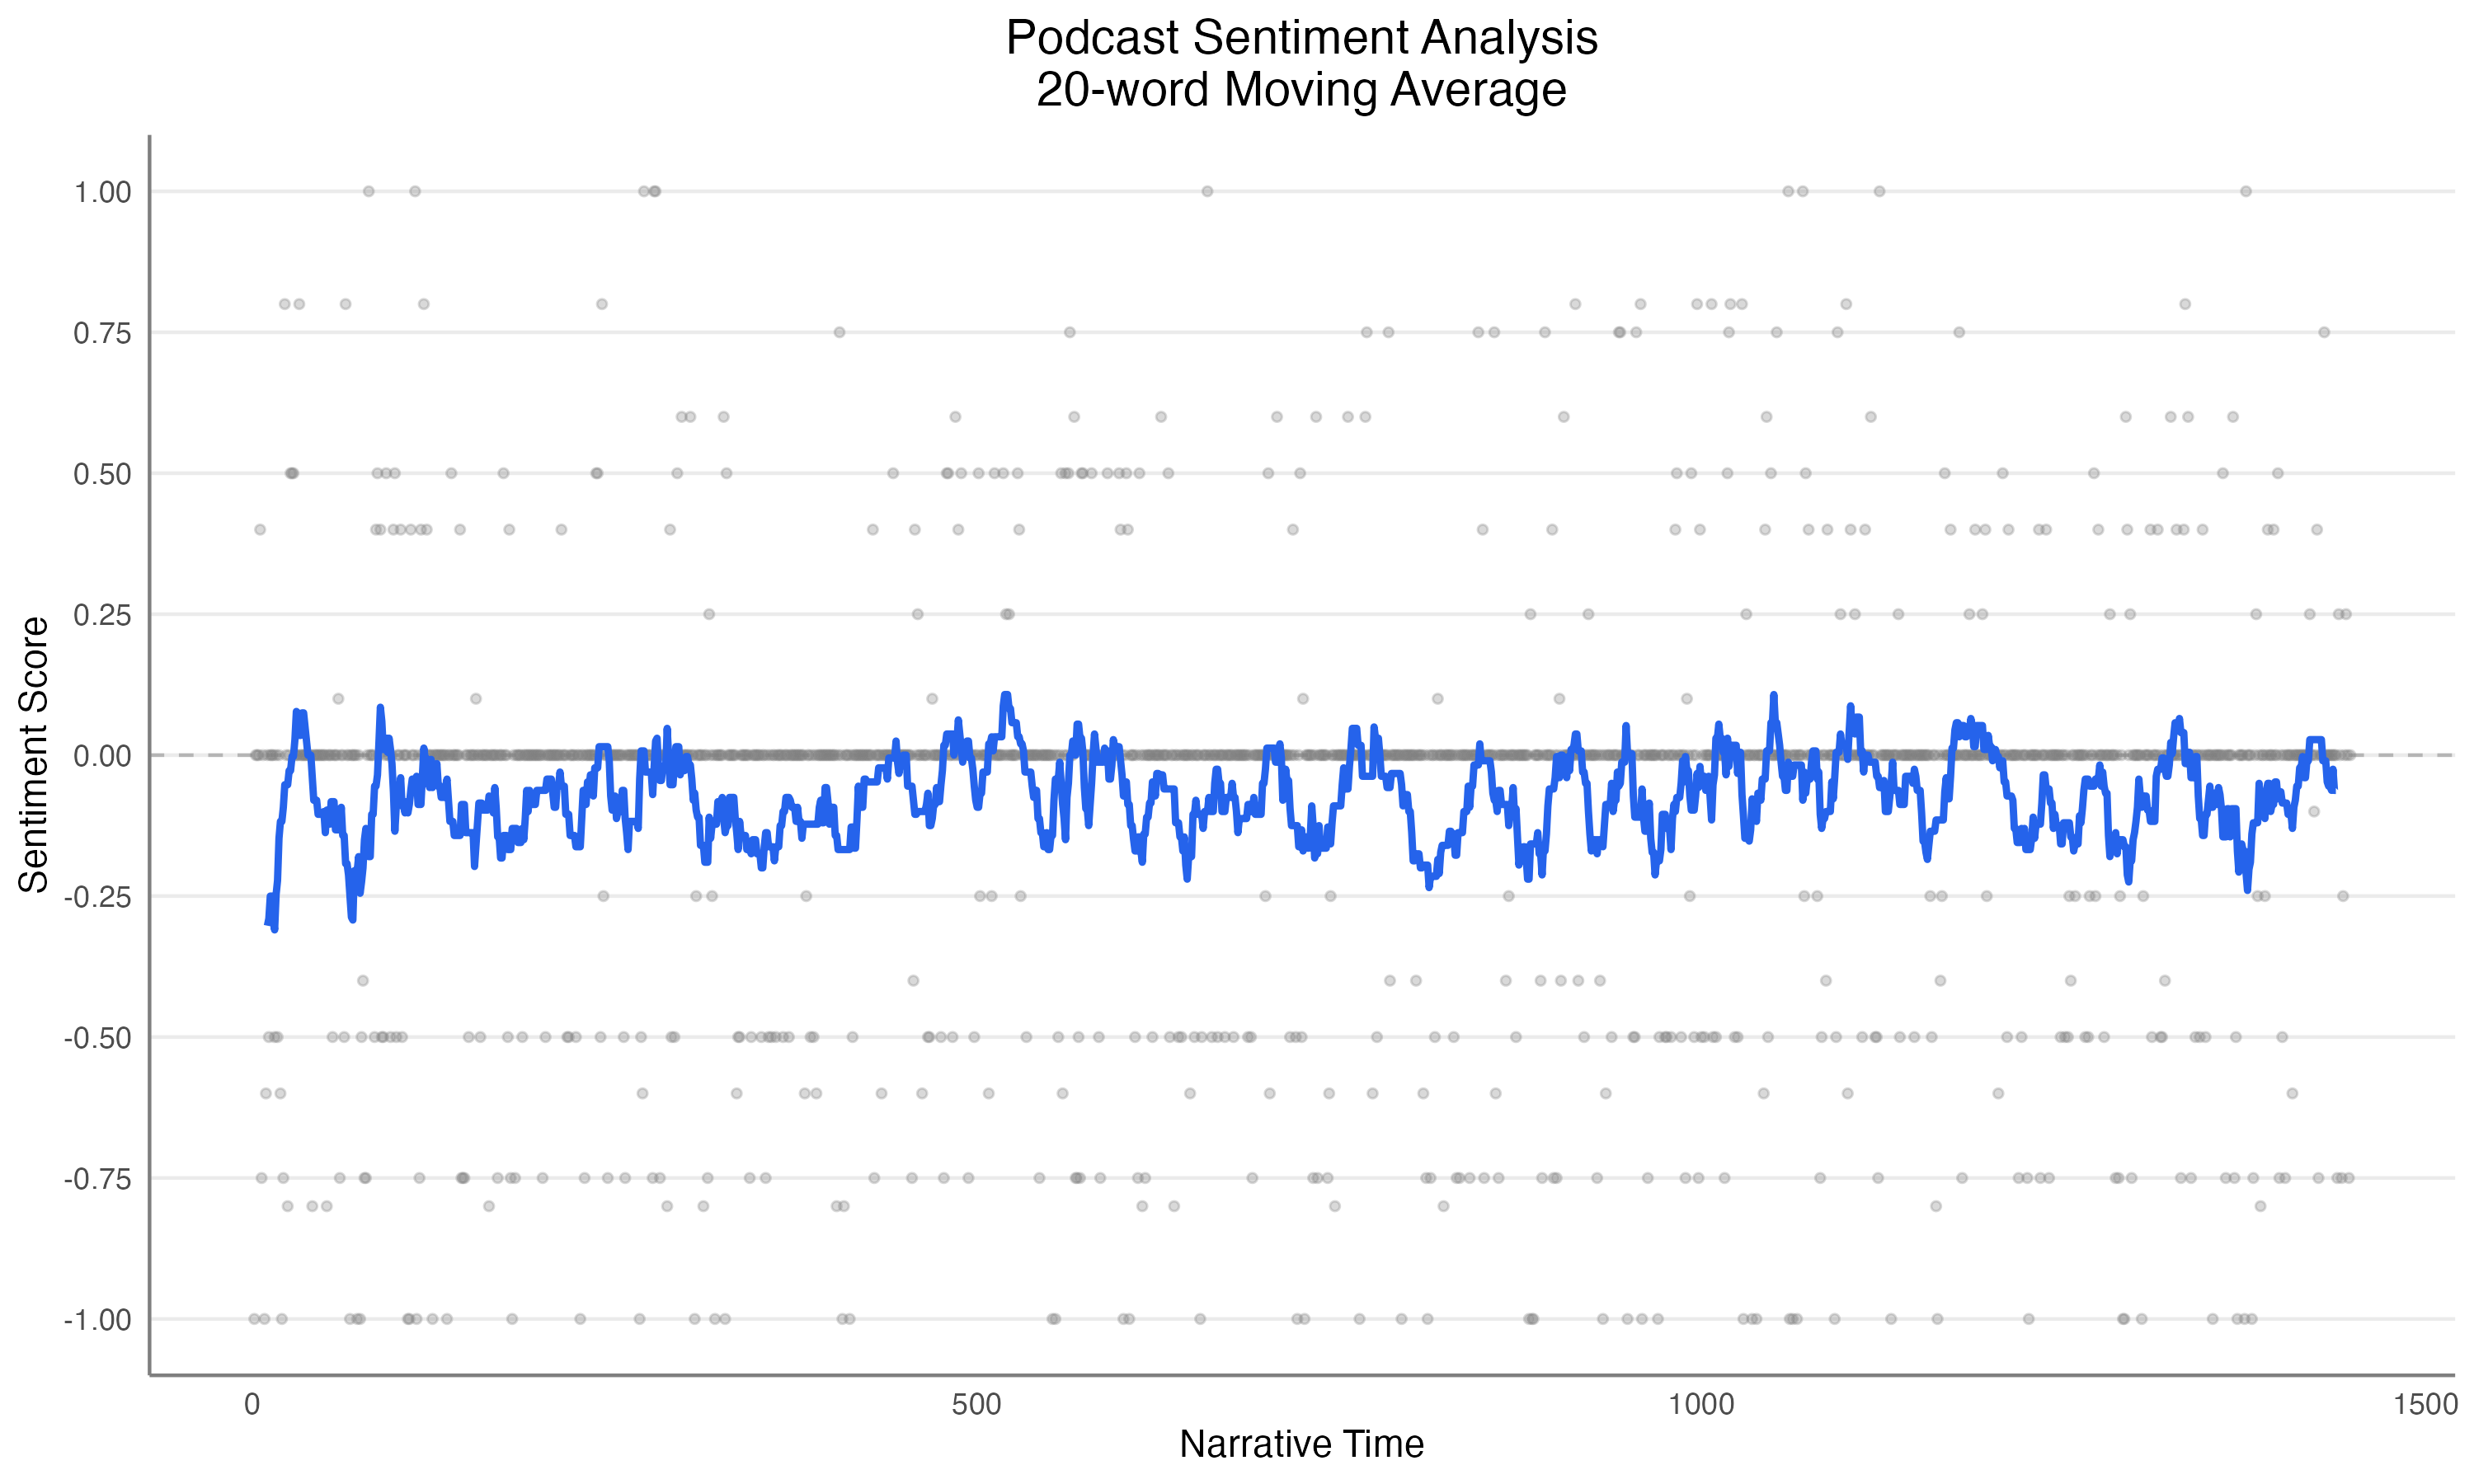 Podcast Sentiment Analysis
20-word Moving Average
Sentiment Score
1.00
0.75
0.50
0.25
0.00
-0.25
-0.50
-0.75
-1.00
0 500 1000 1500
Narrative Time